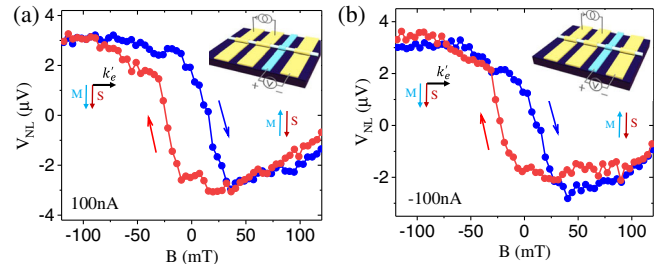 (a)
4
2
0
-2
-4
V_NL (μV)
k'_e
M
S
M
S
+
V
-
100nA
-100
-50
0
50
100
B (mT)
(b)
4
2
0
-2
V_NL (μV)
k'_e
M
S
M
S
+
V
-
-100nA
-100
-50
0
50
100
B (mT)